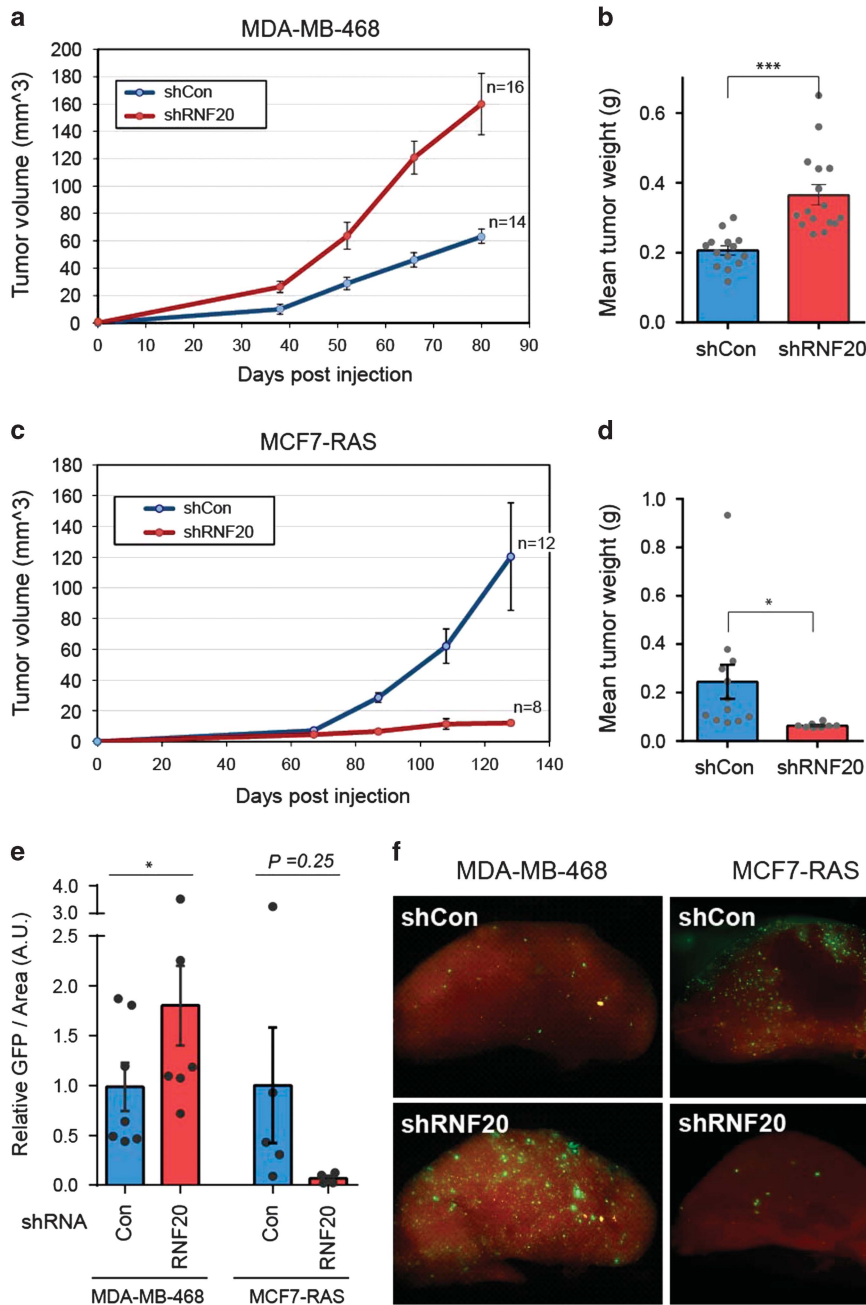 a
MDA-MB-468
Tumor volume (mm^3)
200
180
160
140
120
100
80
60
40
20
0
shCon
shRNF20
n=16
n=14
0 10 20 30 40 50 60 70 80 90
Days post injection
b
***
Mean tumor weight (g)
0.6
0.4
0.2
0.0
shCon shRNF20
c
MCF7-RAS
Tumor volume (mm^3)
180
160
140
120
100
80
60
40
20
0
shCon
shRNF20
n=12
n=8
0 20 40 60 80 100 120 140
Days post injection
d
Mean tumor weight (g)
1.0
0.8
0.6
0.4
0.2
0.0
*
shCon shRNF20
e
* P =0.25
Relative GFP / Area (A.U.)
4.0
3.0
2.5
2.0
1.5
1.0
0.5
0.0
shRNA
Con RNF20 Con RNF20
MDA-MB-468 MCF7-RAS
f
MDA-MB-468 MCF7-RAS
shCon shCon
shRNF20 shRNF20